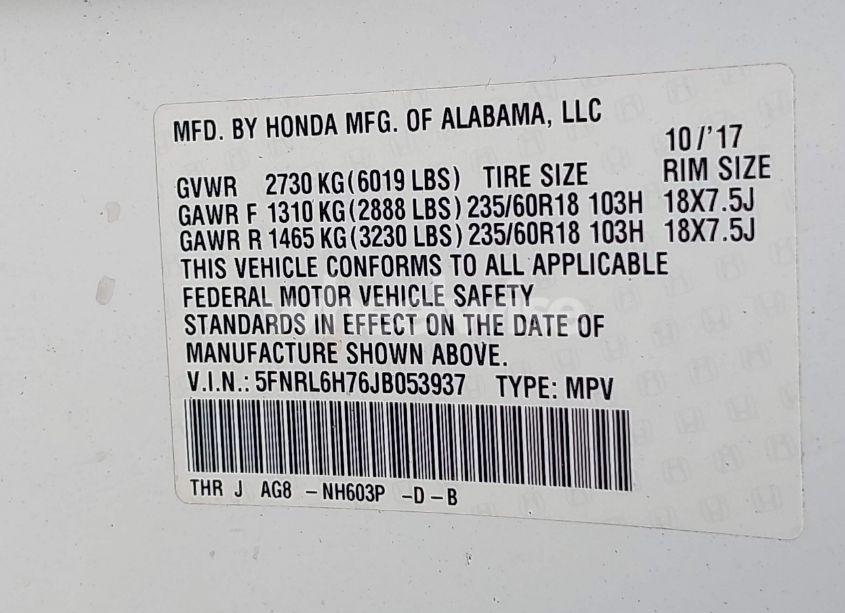 MFD. BY HONDA MFG. OF ALABAMA, LLC
10/'17
GVWR 2730 KG(6019 LBS) TIRE SIZE RIM SIZE
GAWR F 1310 KG(2888 LBS) 235/60R18 103H 18X7.5J
GAWR R 1465 KG(3230 LBS) 235/60R18 103H 18X7.5J
THIS VEHICLE CONFORMS TO ALL APPLICABLE
FEDERAL MOTOR VEHICLE SAFETY
STANDARDS IN EFFECT ON THE DATE OF
MANUFACTURE SHOWN ABOVE.
V.I.N.: 5FNRL6H76JB053937 TYPE: MPV
THR J AG8 -NH603P -D-B